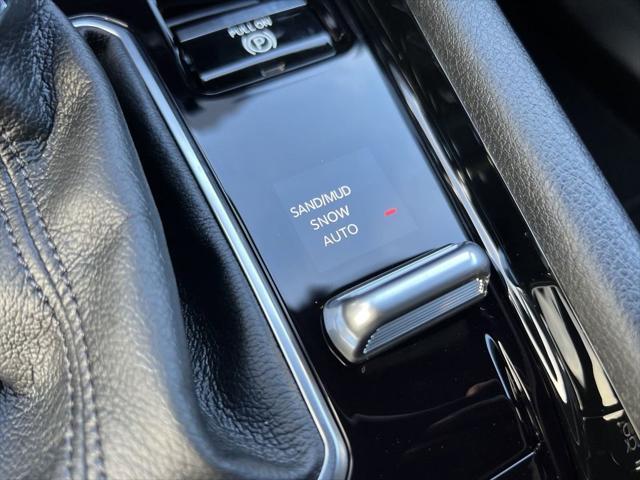 PULL ON
(P)
SAND/MUD
SNOW
AUTO